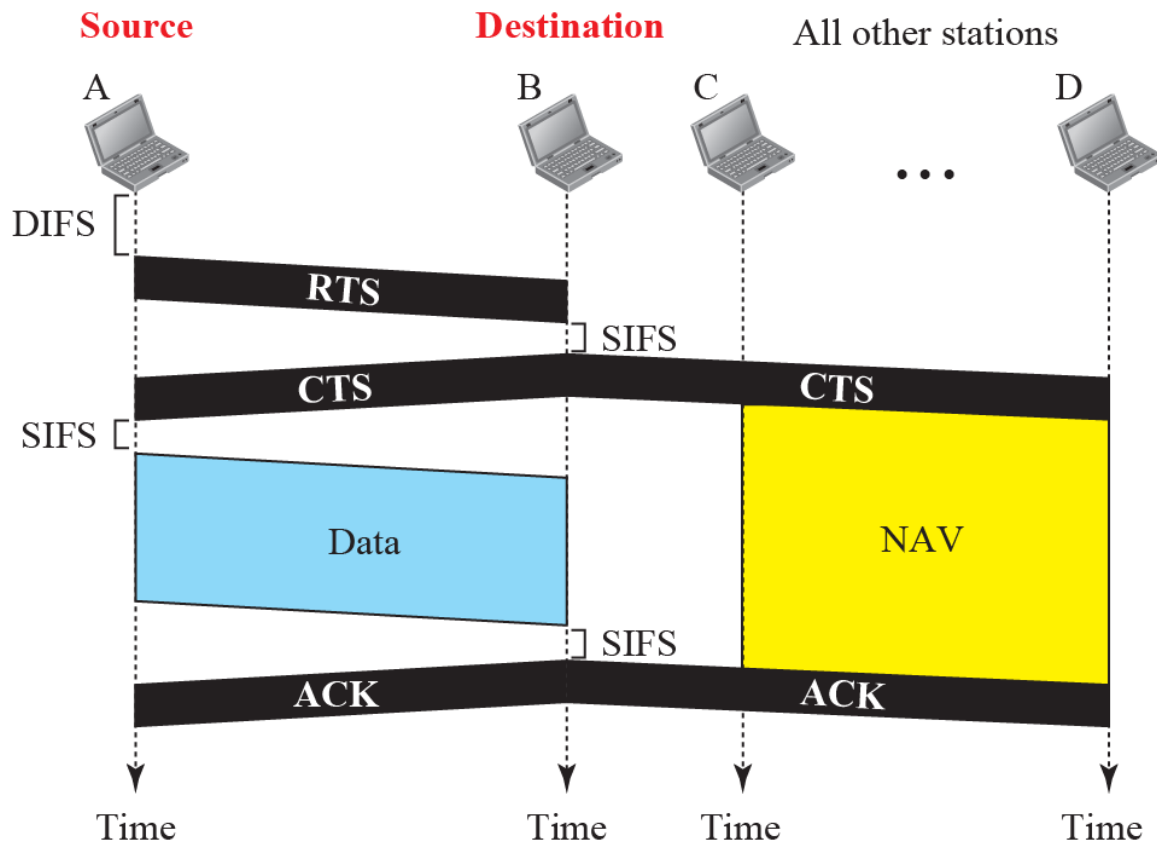 Source
Destination
All other stations
A
B
C
D
...
DIFS
RTS
SIFS
CTS
CTS
SIFS
Data
NAV
SIFS
ACK
ACK
Time
Time
Time
Time